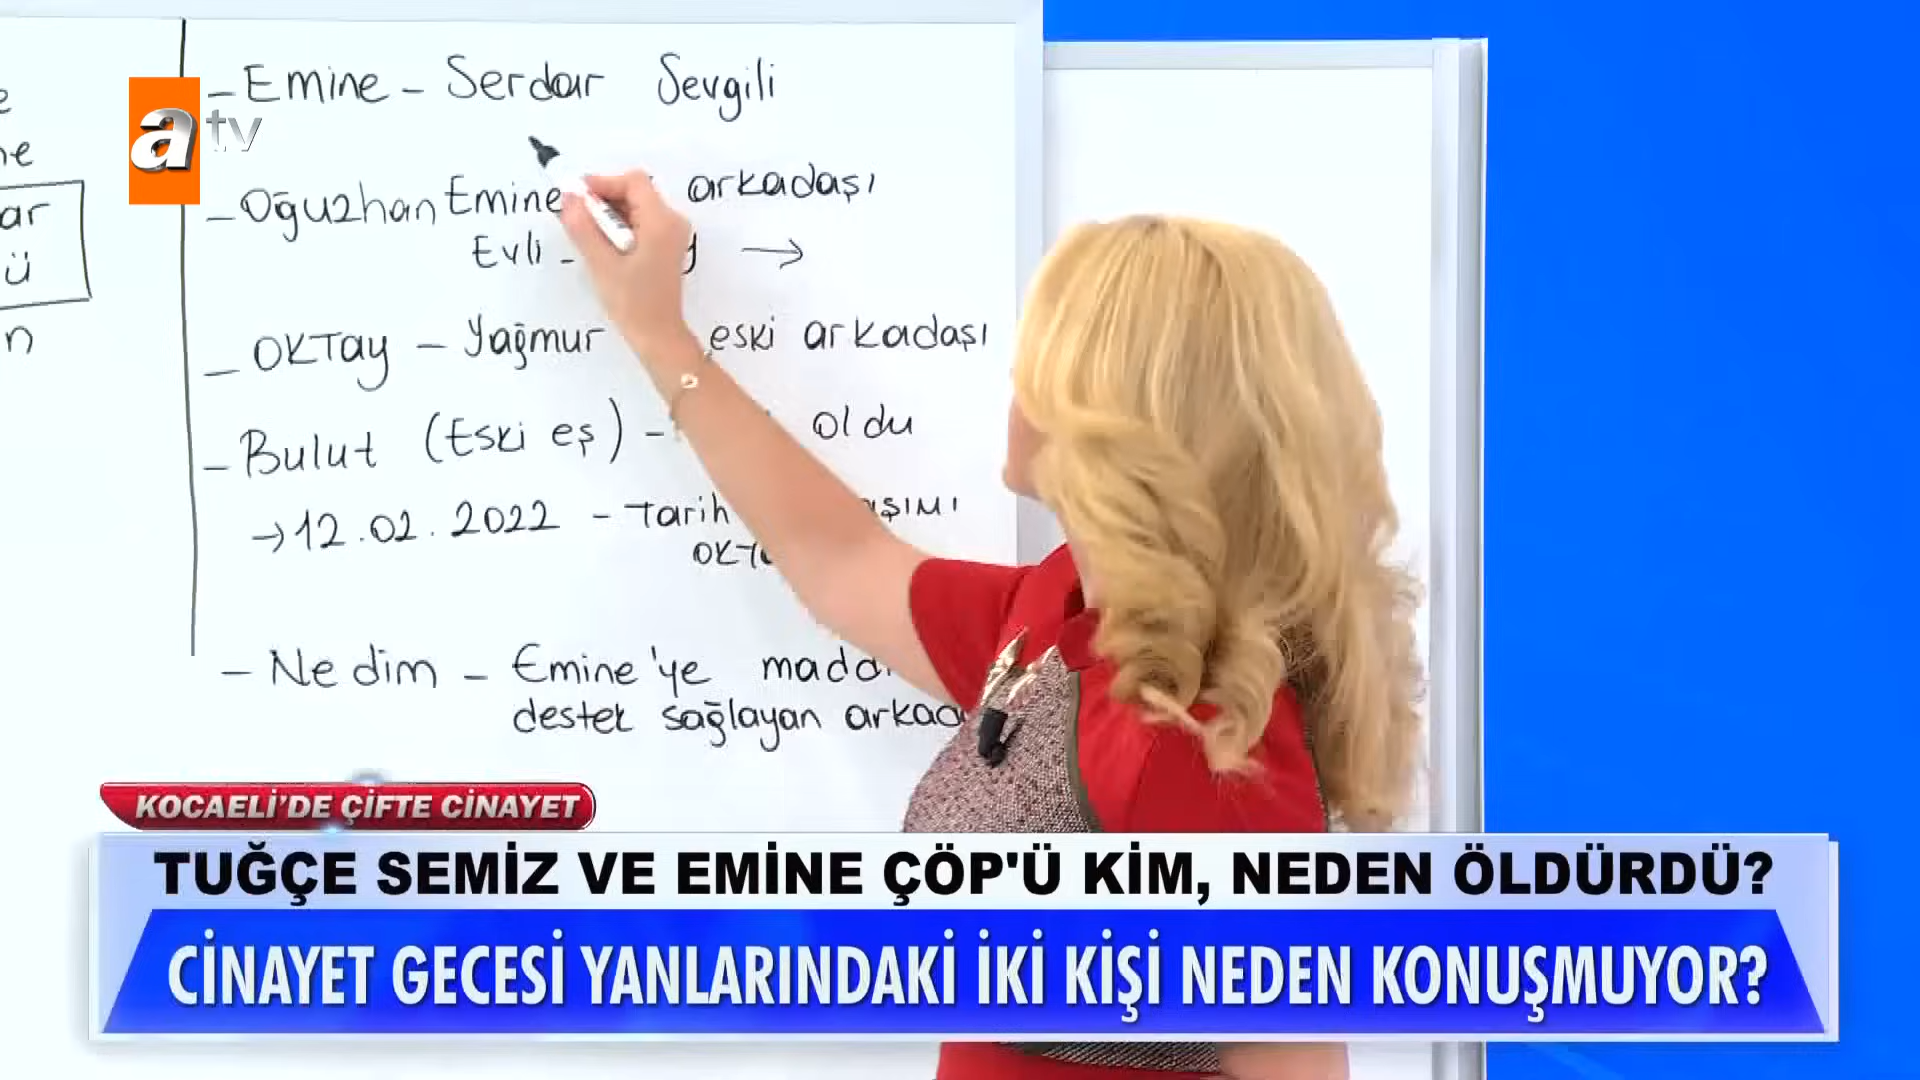 e
ne
ar
ü
n
a tv
- Emine - Serdar Sevgili
- Oğuzhan Emine arkadaşı
Evli - →
- OKTay - Yağmur eski arkadaşı
- Bulut (Eski eş) - oldu
→ 12.02.2022 - Tarih
- Nedim - Emine'ye
destek sağlayan
KOCAELİ'DE ÇİFTE CİNAYET
TUĞÇE SEMİZ VE EMİNE ÇÖP'Ü KİM, NEDEN ÖLDÜRDÜ?
CİNAYET GECESİ YANLARINDAKİ İKİ KİŞİ NEDEN KONUŞMUYOR?